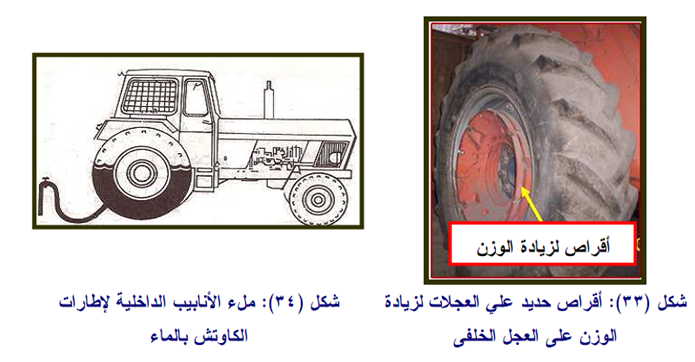 أقراص لزيادة الوزن
شكل (٣٣): أقراص حديد علي العجلات لزيادة
الوزن على العجل الخلفى
شكل (٣٤): ملء الأنابيب الداخلية لإطارات
الكاوتش بالماء